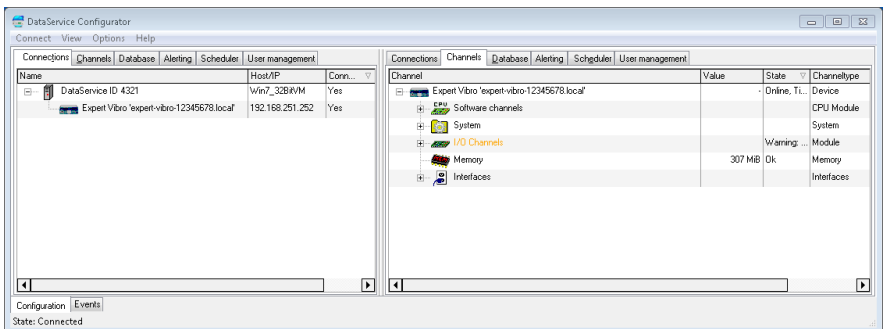 DataService Configurator
Connect View Options Help
Connections Channels Database Alerting Scheduler User management
Name Host/IP Conn...
DataService ID 4321 Win7_32BitVM Yes
Expert Vibro 'expert-vibro-12345678.local' 192.168.251.252 Yes
Connections Channels Database Alerting Scheduler User management
Channel Value State Channeltype
Expert Vibro 'expert-vibro-12345678.local' - Online, Ti... Device
CPU Software channels CPU Module
System System
I/O Channels Warning: ... Module
Memory 307 MiB Ok Memory
Interfaces Interfaces
Configuration Events
State: Connected